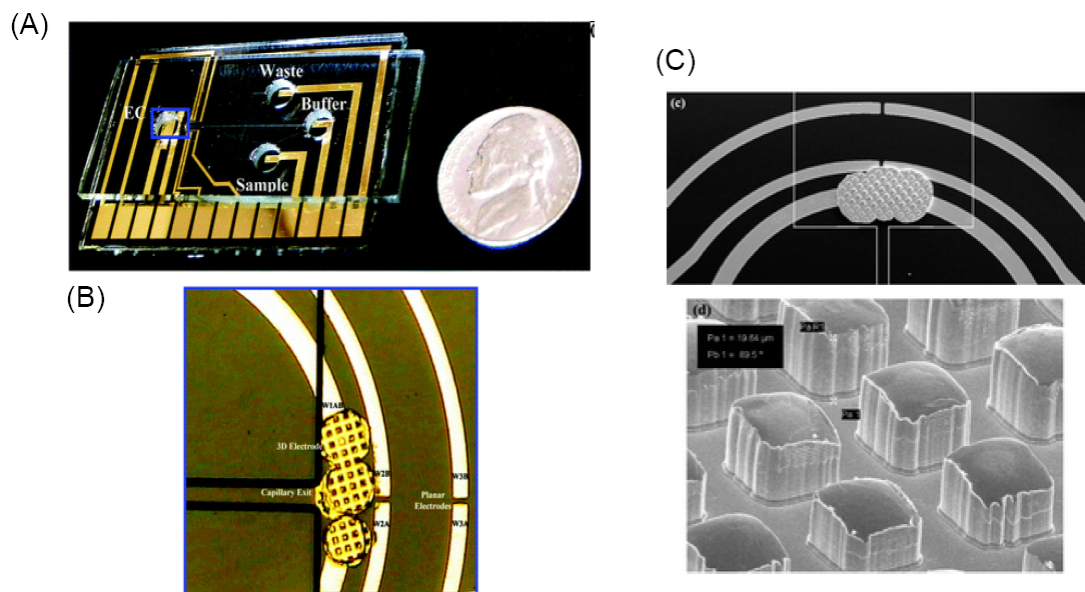 (A)
Waste
EC
Buffer
Sample
(B)
W1AB
3D Electrode
W2B
W3B
Capillary Exit
Planar
Electrodes
W2A
W3A
(C)
(c)
(d)
Pa 1 = 19.64 µm
Pb 1 = 89.5 °